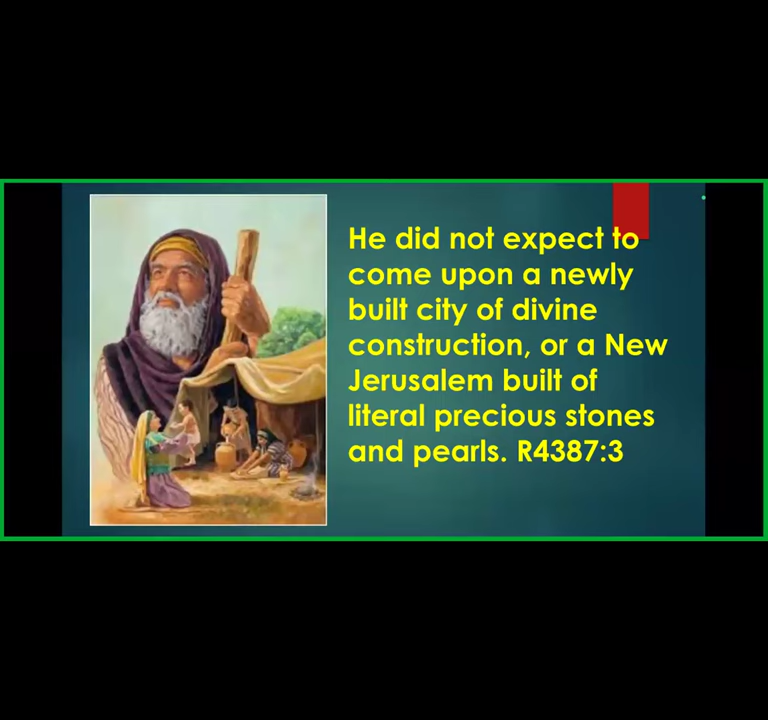 He did not expect to
come upon a newly
built city of divine
construction, or a New
Jerusalem built of
literal precious stones
and pearls. R4387:3